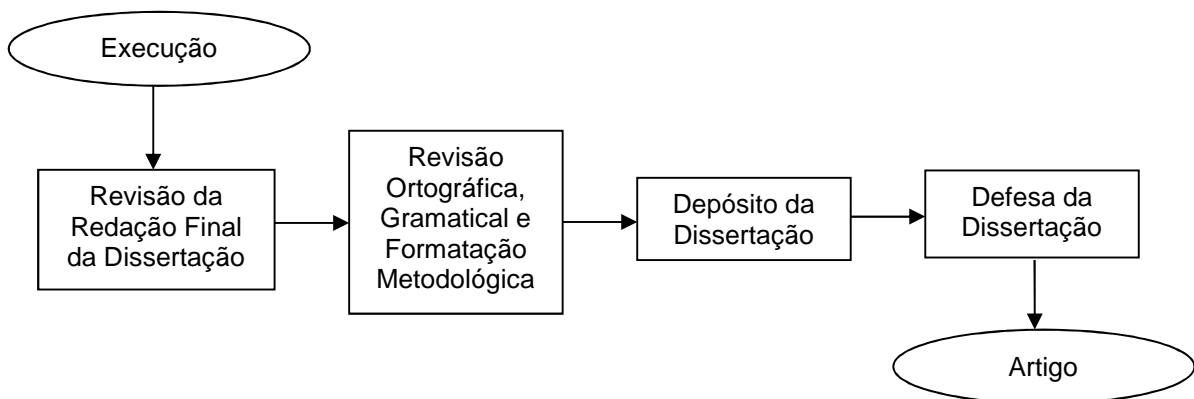 Execução
Revisão da
Redação Final
da Dissertação
Revisão
Ortográfica,
Gramatical e
Formatação
Metodológica
Depósito da
Dissertação
Defesa da
Dissertação
Artigo